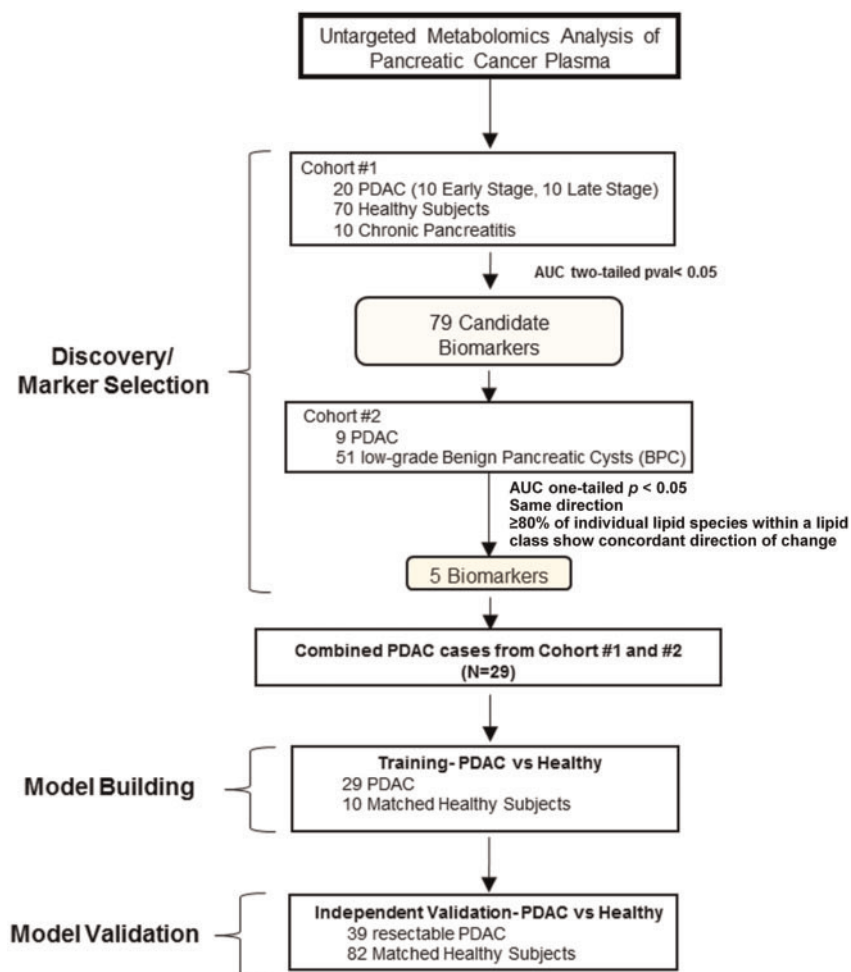 Untargeted Metabolomics Analysis of
Pancreatic Cancer Plasma
Cohort #1
20 PDAC (10 Early Stage, 10 Late Stage)
70 Healthy Subjects
10 Chronic Pancreatitis
AUC two-tailed pval< 0.05
79 Candidate
Biomarkers
Discovery/
Marker Selection
Cohort #2
9 PDAC
51 low-grade Benign Pancreatic Cysts (BPC)
AUC one-tailed p < 0.05
Same direction
≥80% of individual lipid species within a lipid
class show concordant direction of change
5 Biomarkers
Combined PDAC cases from Cohort #1 and #2
(N=29)
Model Building
Training- PDAC vs Healthy
29 PDAC
10 Matched Healthy Subjects
Model Validation
Independent Validation- PDAC vs Healthy
39 resectable PDAC
82 Matched Healthy Subjects